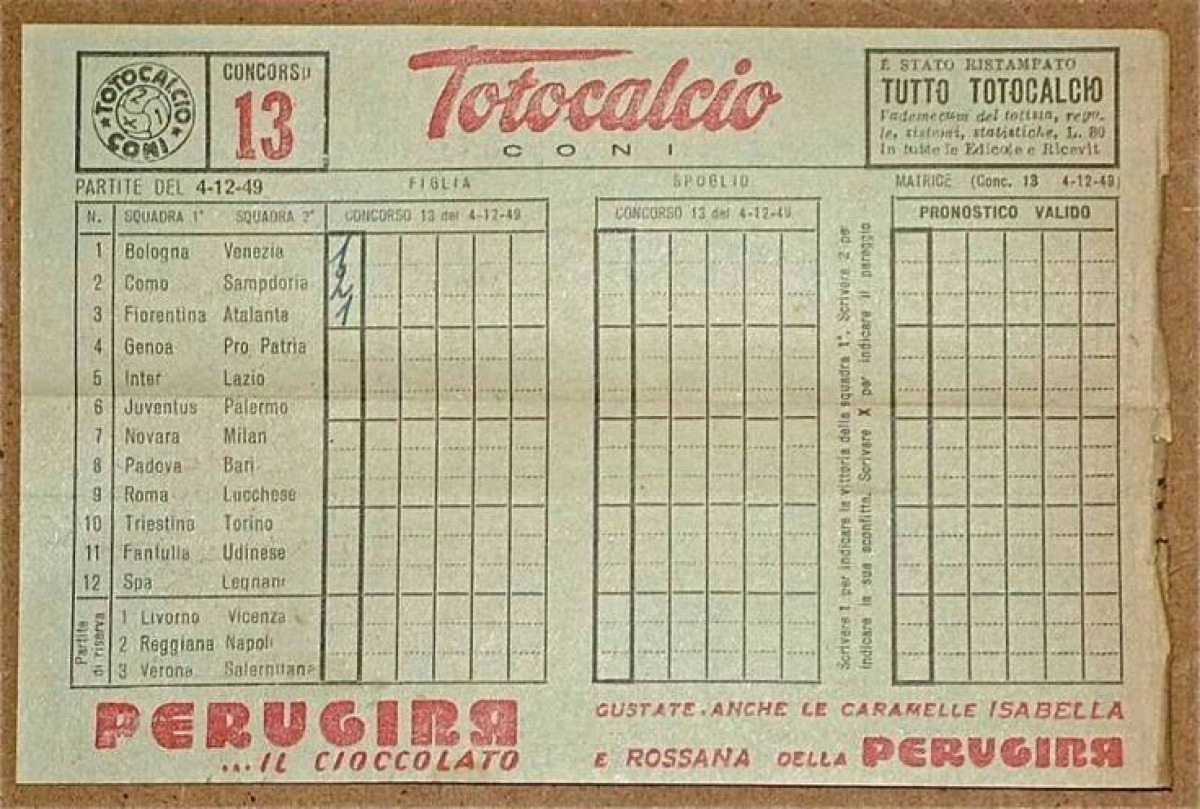 TOTOCALCIO
X 2 1
CONI
CONCORSO
13
Totocalcio
CONI
È STATO RISTAMPATO
TUTTO TOTOCALCIO
Vademecum del totista, rego-
le, sistemi, statistiche, L. 80
in tutte le Edicole e Ricevit.
PARTITE DEL 4-12-49
FIGLIA
SPOGLIO
MATRICE (Conc. 13 4-12-49)
N. SQUADRA 1ª SQUADRA 2ª CONCORSO 13 del 4-12-49
CONCORSO 13 del 4-12-49
PRONOSTICO VALIDO
1 Bologna Venezia 1
2 Como Sampdoria 2
3 Fiorentina Atalanta 1
4 Genoa Pro Patria
5 Inter Lazio
6 Juventus Palermo
7 Novara Milan
8 Padova Bari
9 Roma Lucchese
10 Triestina Torino
11 Fanfulla Udinese
12 Spa Legnano
Partite di riserva
1 Livorno Vicenza
2 Reggiana Napoli
3 Verona Salernitana
Scrivere 1 per indicare la vittoria della squadra 1ª. Scrivere 2 per
indicare la sua sconfitta. Scrivere X per indicare il pareggio
PERUGINA
...IL CIOCCOLATO
GUSTATE ANCHE LE CARAMELLE ISABELLA
E ROSSANA DELLA PERUGINA